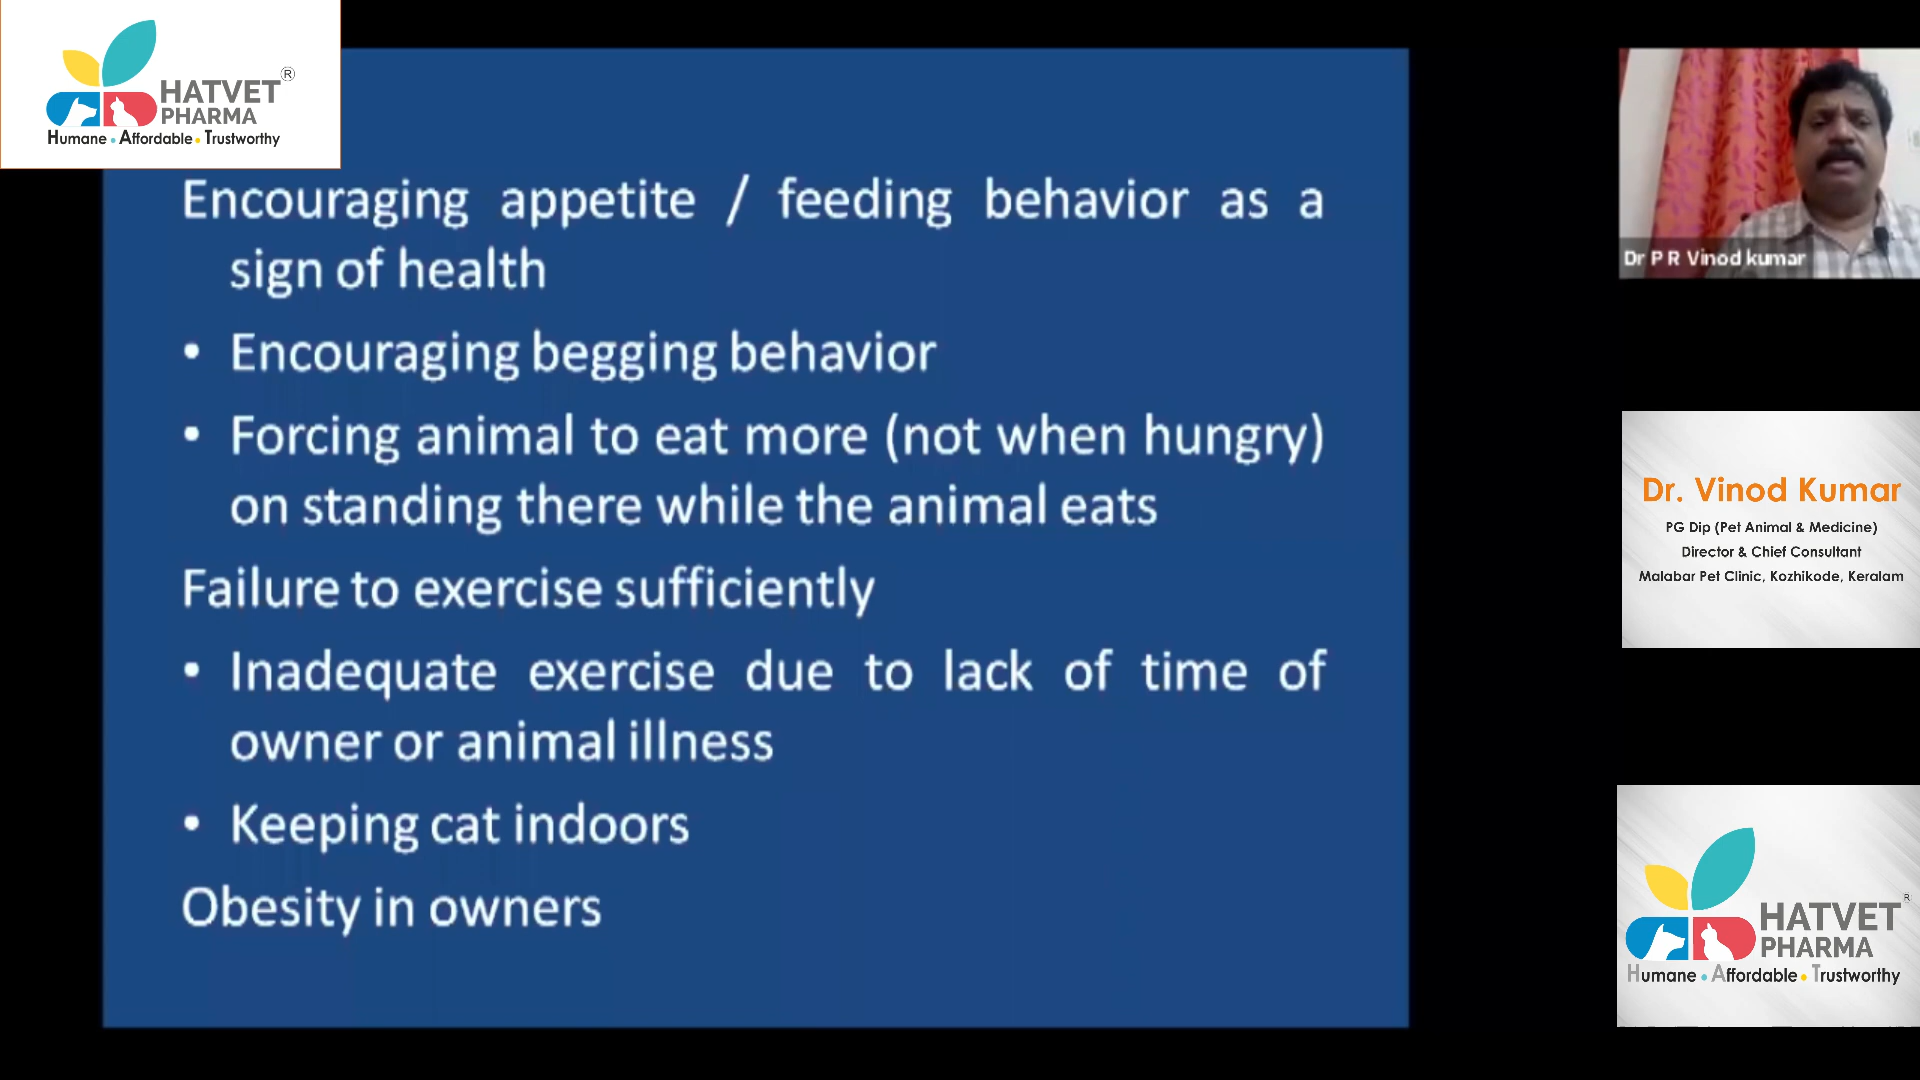 HATVET®
PHARMA
Humane • Affordable • Trustworthy
Encouraging appetite / feeding behavior as a
sign of health
• Encouraging begging behavior
• Forcing animal to eat more (not when hungry)
on standing there while the animal eats
Failure to exercise sufficiently
• Inadequate exercise due to lack of time of
owner or animal illness
• Keeping cat indoors
Obesity in owners
Dr P R Vinod kumar
Dr. Vinod Kumar
PG Dip (Pet Animal & Medicine)
Director & Chief Consultant
Malabar Pet Clinic, Kozhikode, Keralam
HATVET®
PHARMA
Humane • Affordable • Trustworthy